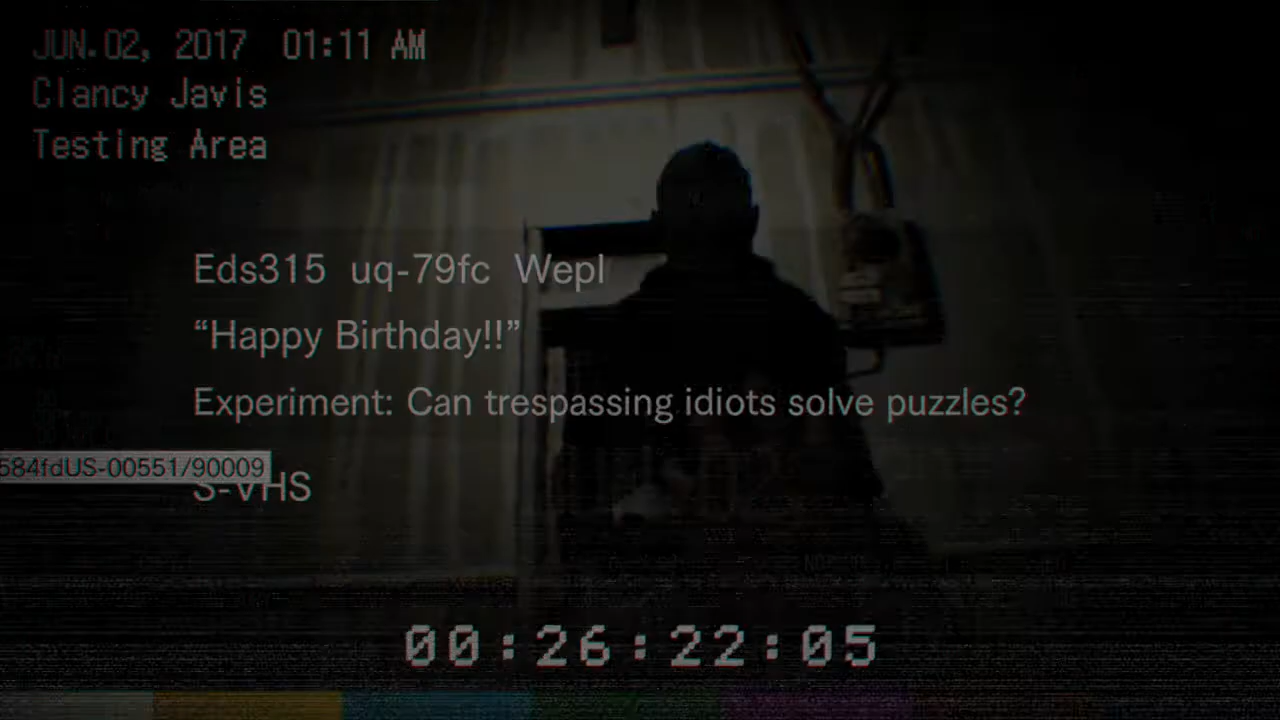 JUN.02, 2017 01:11 AM
Clancy Javis
Testing Area
Eds315 uq-79fc Wepl
“Happy Birthday!!”
Experiment: Can trespassing idiots solve puzzles?
584fdUS-00551/90009
S-VHS
00:26:22:05